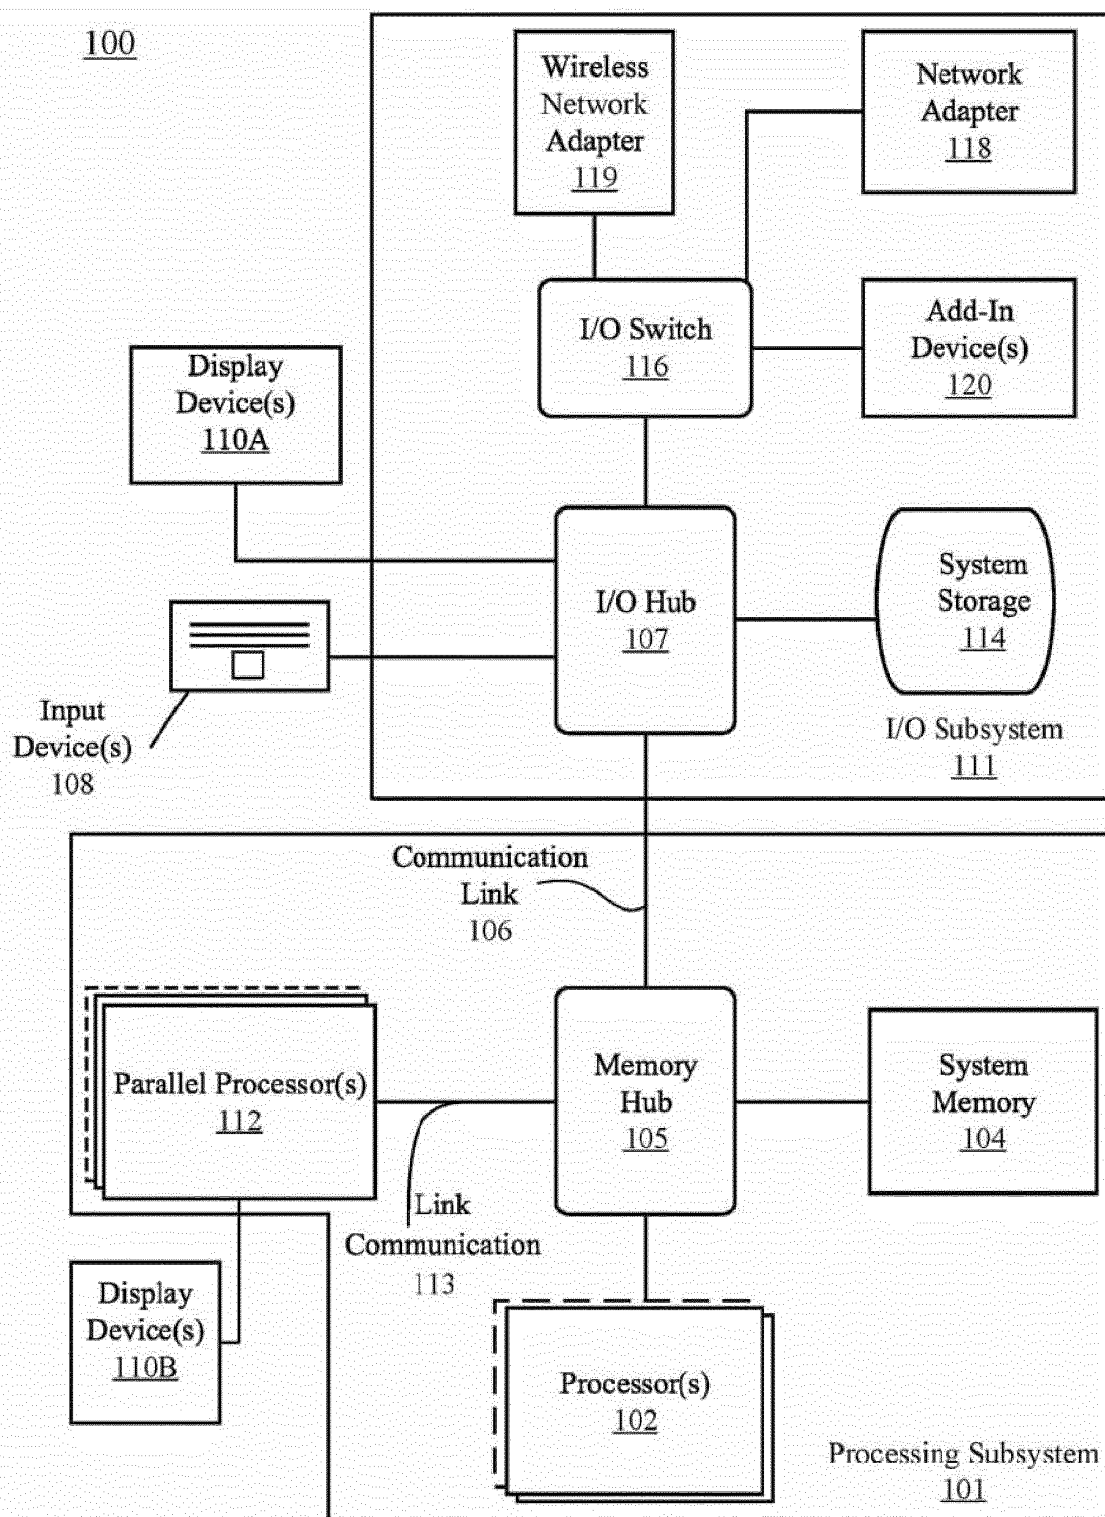 100
Wireless
Network
Adapter
119
Network
Adapter
118
I/O Switch
116
Add-In
Device(s)
120
Display
Device(s)
110A
I/O Hub
107
System
Storage
114
Input
Device(s)
108
I/O Subsystem
111
Communication
Link
106
Parallel Processor(s)
112
Memory
Hub
105
System
Memory
104
Link
Communication
113
Display
Device(s)
110B
Processor(s)
102
Processing Subsystem
101